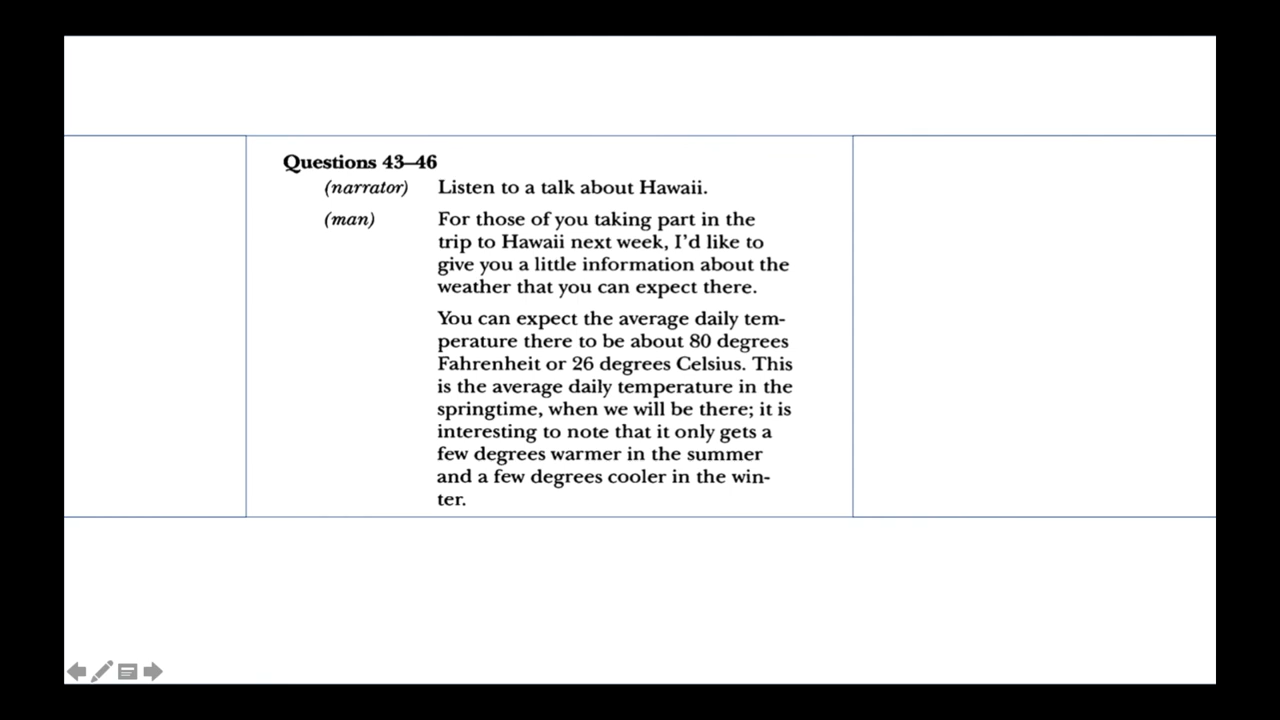 Questions 43–46
(narrator) Listen to a talk about Hawaii.
(man) For those of you taking part in the
trip to Hawaii next week, I'd like to
give you a little information about the
weather that you can expect there.
You can expect the average daily tem-
perature there to be about 80 degrees
Fahrenheit or 26 degrees Celsius. This
is the average daily temperature in the
springtime, when we will be there; it is
interesting to note that it only gets a
few degrees warmer in the summer
and a few degrees cooler in the win-
ter.